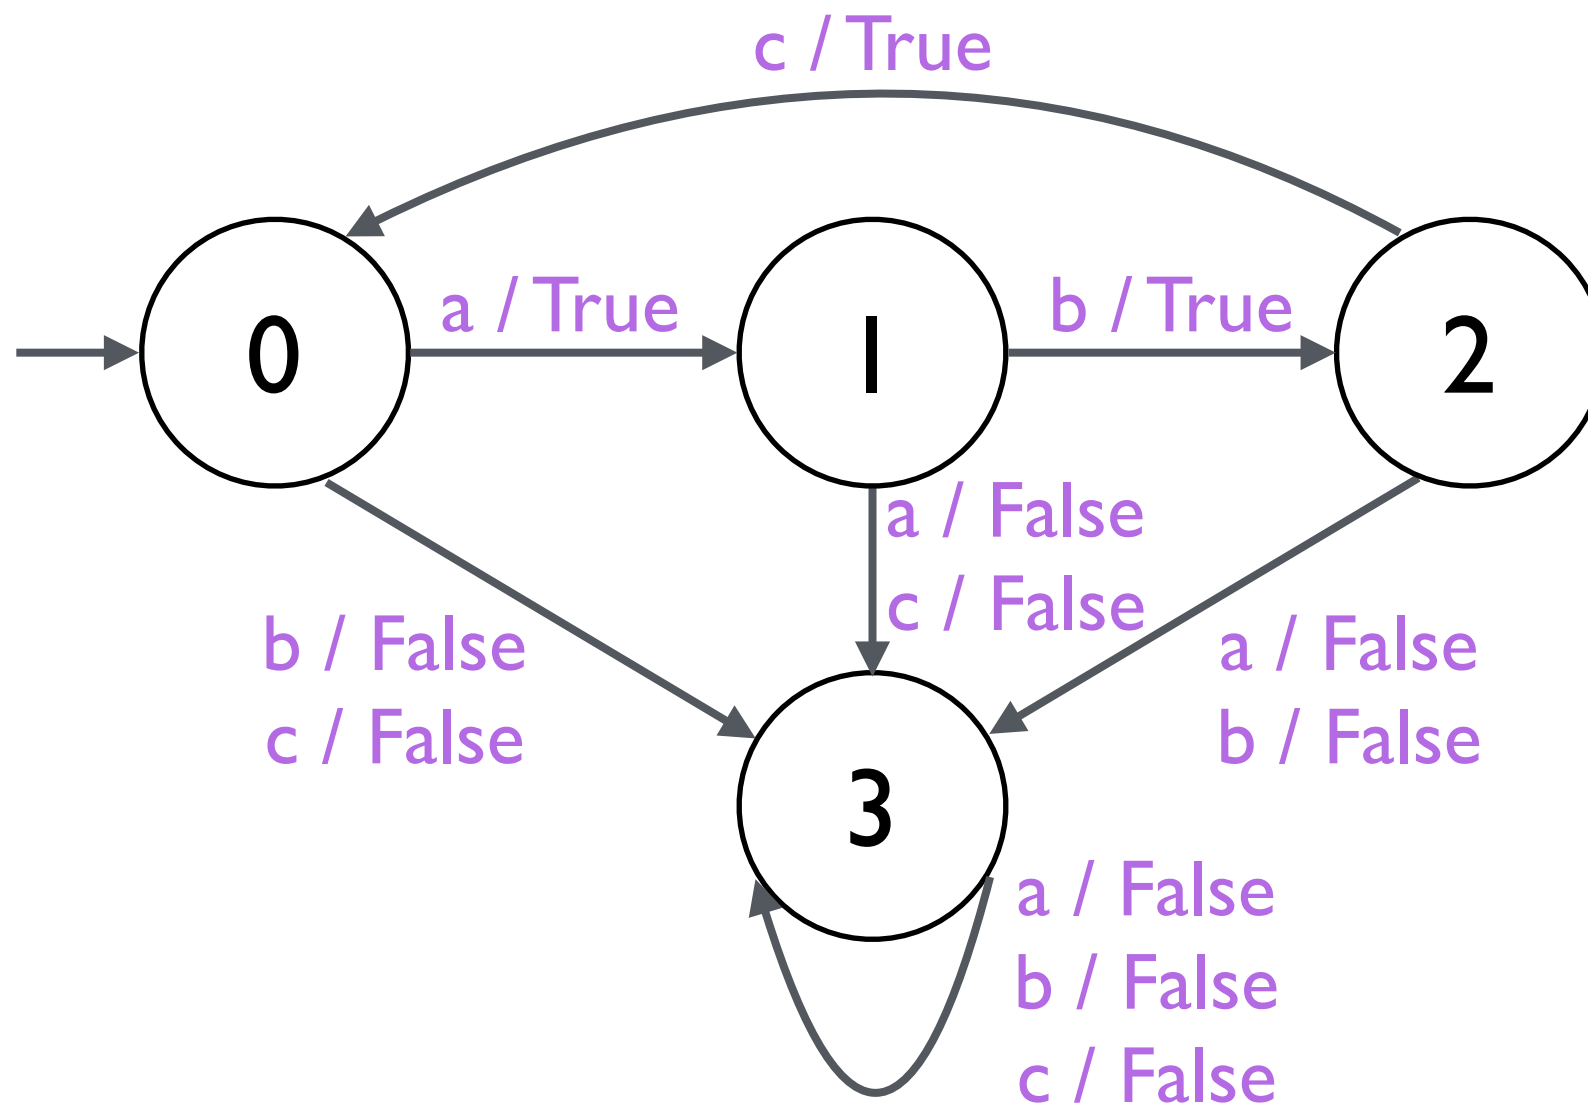 c / True
a / True
b / True
0
1
2
a / False
c / False
b / False
c / False
a / False
b / False
3
a / False
b / False
c / False